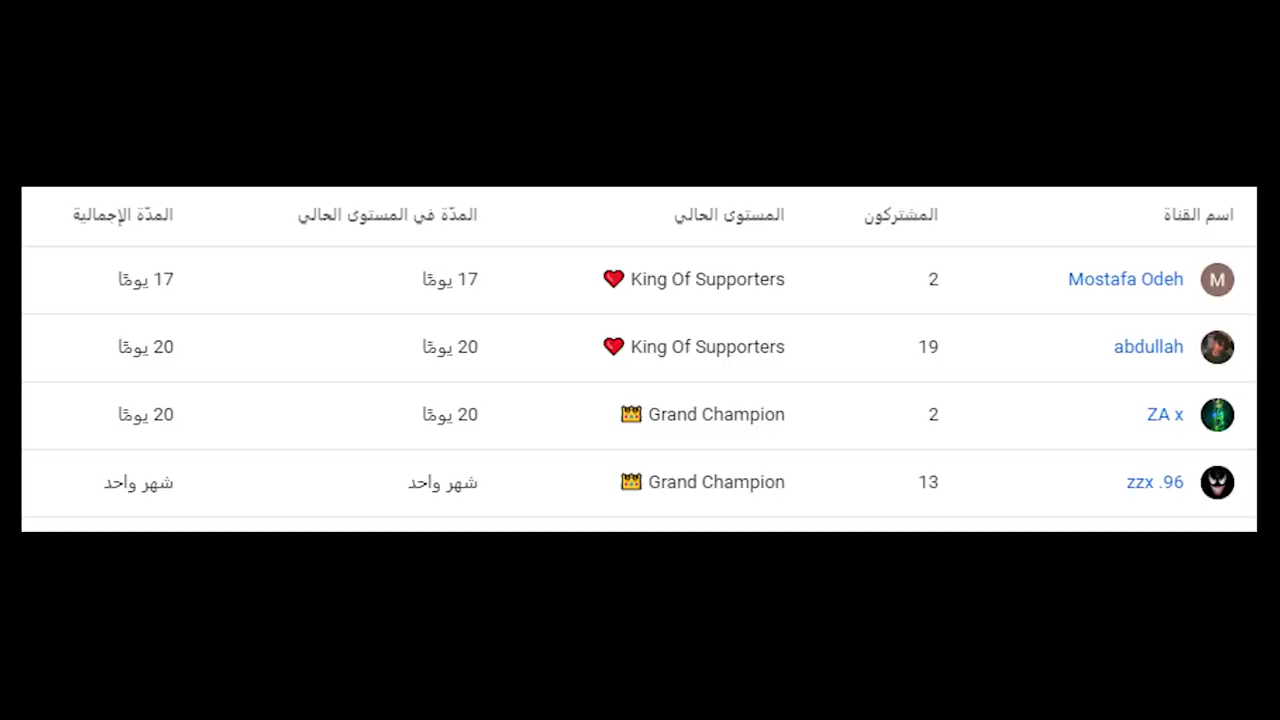 اسم القناة المشتركون المستوى الحالي المدّة في المستوى الحالي المدّة الإجمالية
M Mostafa Odeh 2 King Of Supporters ❤️ 17 يومًا 17 يومًا
abdullah 19 King Of Supporters ❤️ 20 يومًا 20 يومًا
ZA x 2 Grand Champion 👑 20 يومًا 20 يومًا
zzx .96 13 Grand Champion 👑 شهر واحد شهر واحد